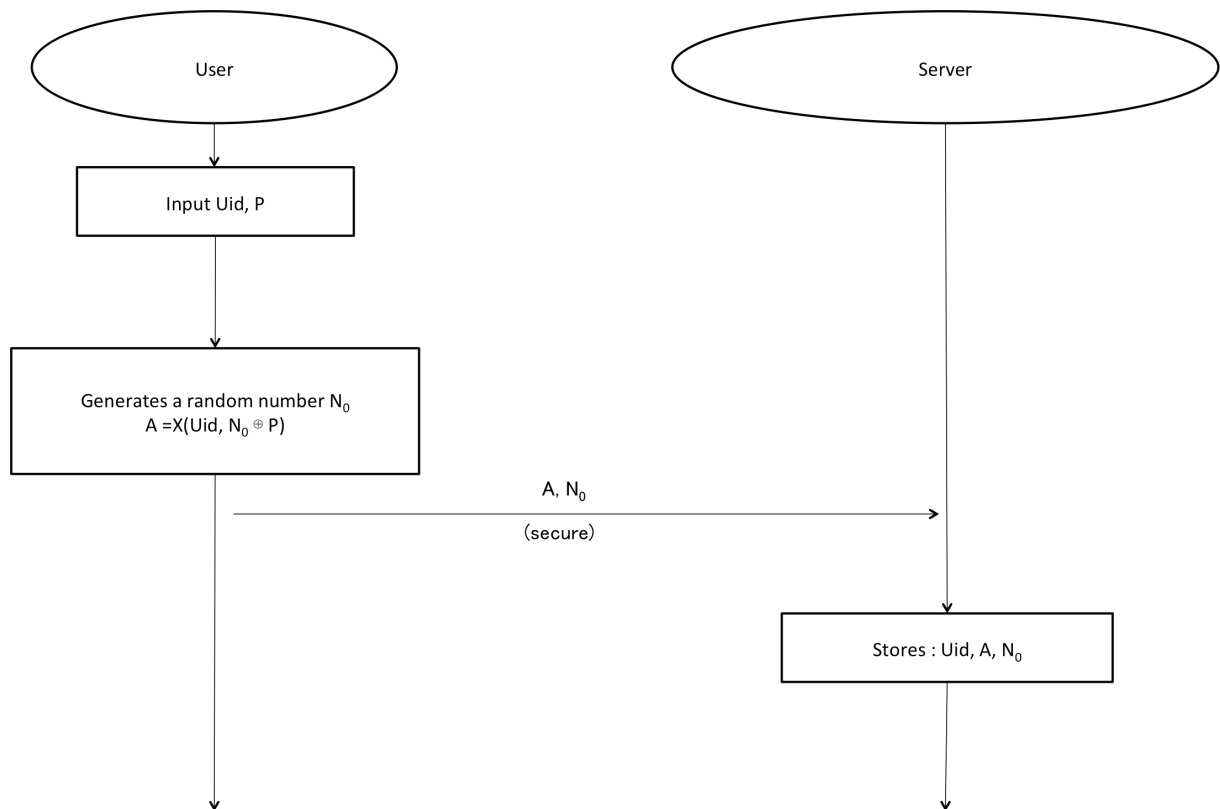 User
Server
Input Uid, P
Generates a random number N₀
A =X(Uid, N₀ ⊕ P)
A, N₀
(secure)
Stores : Uid, A, N₀